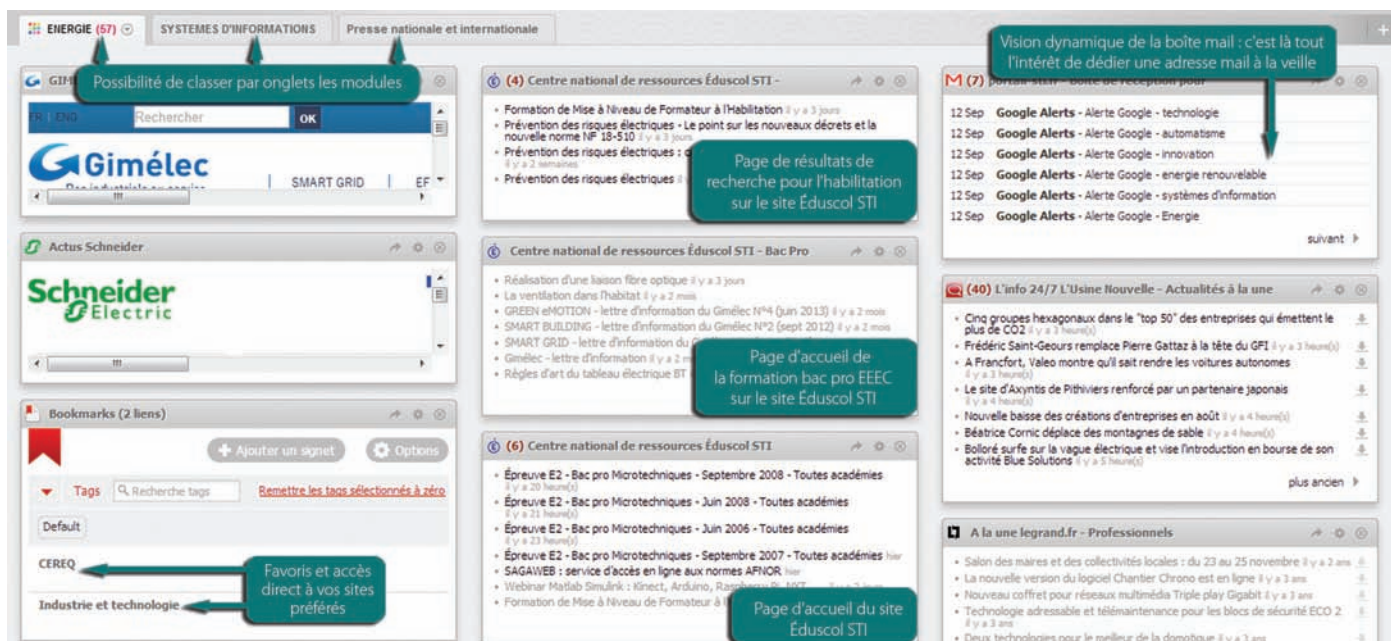 ENERGIE (57)
SYSTEMES D'INFORMATIONS
Presse nationale et internationale
Possibilité de classer par onglets les modules
FR | ENG
Rechercher
OK
Gimélec
SMART GRID
EF
Actus Schneider
Schneider
Electric
Bookmarks (2 liens)
Ajouter un signet
Options
Tags
Recherche tags
Remettre les tags sélectionnés à zéro
Default
CEREQ
Industrie et technologie
Favoris et accès
direct à vos sites
préférés
(4) Centre national de ressources Éduscol STI -
Formation de Mise à Niveau de Formateur à l'Habilitation il y a 3 jours
Prévention des risques électriques - Le point sur les nouveaux décrets et la
nouvelle norme NF 18-510 il y a 3 jours
Prévention des risques électriques :
il y a 2 semaines
Prévention des risques électriques
Page de résultats de
recherche pour l'habilitation
sur le site Éduscol STI
Centre national de ressources Éduscol STI - Bac Pro
Réalisation d'une liaison fibre optique il y a 3 jours
La ventilation dans l'habitat il y a 2 mois
GREEN eMOTION - lettre d'information du Gimélec N°4 (juin 2013) il y a 2 mois
SMART BUILDING - lettre d'information du Gimélec N°2 (sept 2012) il y a 2 mois
SMART GRID - lettre d'information du
Gimélec - lettre d'information il y a 2
Règles d'art du tableau électrique BT
Page d'accueil de
la formation bac pro EEEC
sur le site Éduscol STI
(6) Centre national de ressources Éduscol STI
Épreuve E2 - Bac pro Microtechniques - Septembre 2008 - Toutes académies
il y a 20 heure(s)
Épreuve E2 - Bac pro Microtechniques - Juin 2008 - Toutes académies
il y a 21 heure(s)
Épreuve E2 - Bac pro Microtechniques - Juin 2006 - Toutes académies
il y a 23 heure(s)
Épreuve E2 - Bac pro Microtechniques - Septembre 2007 - Toutes académies hier
SAGAWEB : service d'accès en ligne aux normes AFNOR hier
Webinar Matlab Simulink : Kinect, Arduino, Raspberry PI, NXT
Formation de Mise à Niveau de Formateur à
Page d'accueil du site
Éduscol STI
Vision dynamique de la boîte mail : c'est là tout
l'intérêt de dédier une adresse mail à la veille
(7)
12 Sep Google Alerts - Alerte Google - technologie
12 Sep Google Alerts - Alerte Google - automatisme
12 Sep Google Alerts - Alerte Google - innovation
12 Sep Google Alerts - Alerte Google - energie renouvelable
12 Sep Google Alerts - Alerte Google - systèmes d'information
12 Sep Google Alerts - Alerte Google - Energie
suivant
(40) L'info 24/7 L'Usine Nouvelle - Actualités à la une
Cinq groupes hexagonaux dans le "top 50" des entreprises qui émettent le
plus de CO2 il y a 3 heure(s)
Frédéric Saint-Geours remplace Pierre Gattaz à la tête du GFI il y a 3 heure(s)
A Francfort, Valeo montre qu'il sait rendre les voitures autonomes
il y a 3 heure(s)
Le site d'Axyntis de Pithiviers renforcé par un partenaire japonais
il y a 4 heure(s)
Nouvelle baisse des créations d'entreprises en août il y a 4 heure(s)
Béatrice Cornic déplace des montagnes de sable il y a 4 heure(s)
Bolloré surfe sur la vague électrique et vise l'introduction en bourse de son
activité Blue Solutions il y a 5 heure(s)
plus ancien
A la une legrand.fr - Professionnels
Salon des maires et des collectivités locales : du 23 au 25 novembre il y a 2 ans
La nouvelle version du logiciel Chantier Chrono est en ligne il y a 3 ans
Nouveau coffret pour réseaux multimédia Triple play Gigabit il y a 3 ans
Technologie adressable et télémaintenance pour les blocs de sécurité ECO 2
il y a 3 ans
Deux technologies pour le meilleur de la domotique il y a 3 ans